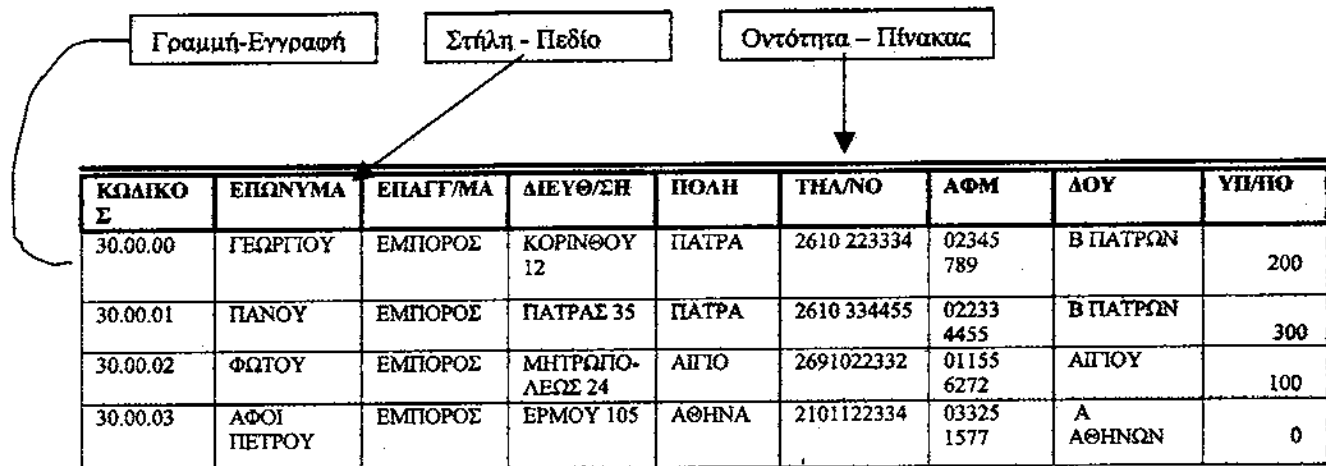 Γραμμή-Εγγραφή Στήλη - Πεδίο Οντότητα – Πίνακας
ΚΩΔΙΚΟ ΕΠΩΝΥΜΑ ΕΠΑΓΓ/ΜΑ ΔΙΕΥΘ/ΣΗ ΠΟΛΗ ΤΗΛ/ΝΟ ΑΦΜ ΔΟΥ ΥΠ/ΠΟ
Σ
30.00.00 ΓΕΩΡΓΙΟΥ ΕΜΠΟΡΟΣ ΚΟΡΙΝΘΟΥ ΠΑΤΡΑ 2610 223334 02345 Β ΠΑΤΡΩΝ
12 789 200
30.00.01 ΠΑΝΟΥ ΕΜΠΟΡΟΣ ΠΑΤΡΑΣ 35 ΠΑΤΡΑ 2610 334455 02233 Β ΠΑΤΡΩΝ
4455 300
30.00.02 ΦΩΤΟΥ ΕΜΠΟΡΟΣ ΜΗΤΡΩΠΟ- ΑΙΓΙΟ 2691022332 01155 ΑΙΓΙΟΥ
ΛΕΩΣ 24 6272 100
30.00.03 ΑΦΟΙ ΕΜΠΟΡΟΣ ΕΡΜΟΥ 105 ΑΘΗΝΑ 2101122334 03325 Α
ΠΕΤΡΟΥ 1577 ΑΘΗΝΩΝ 0